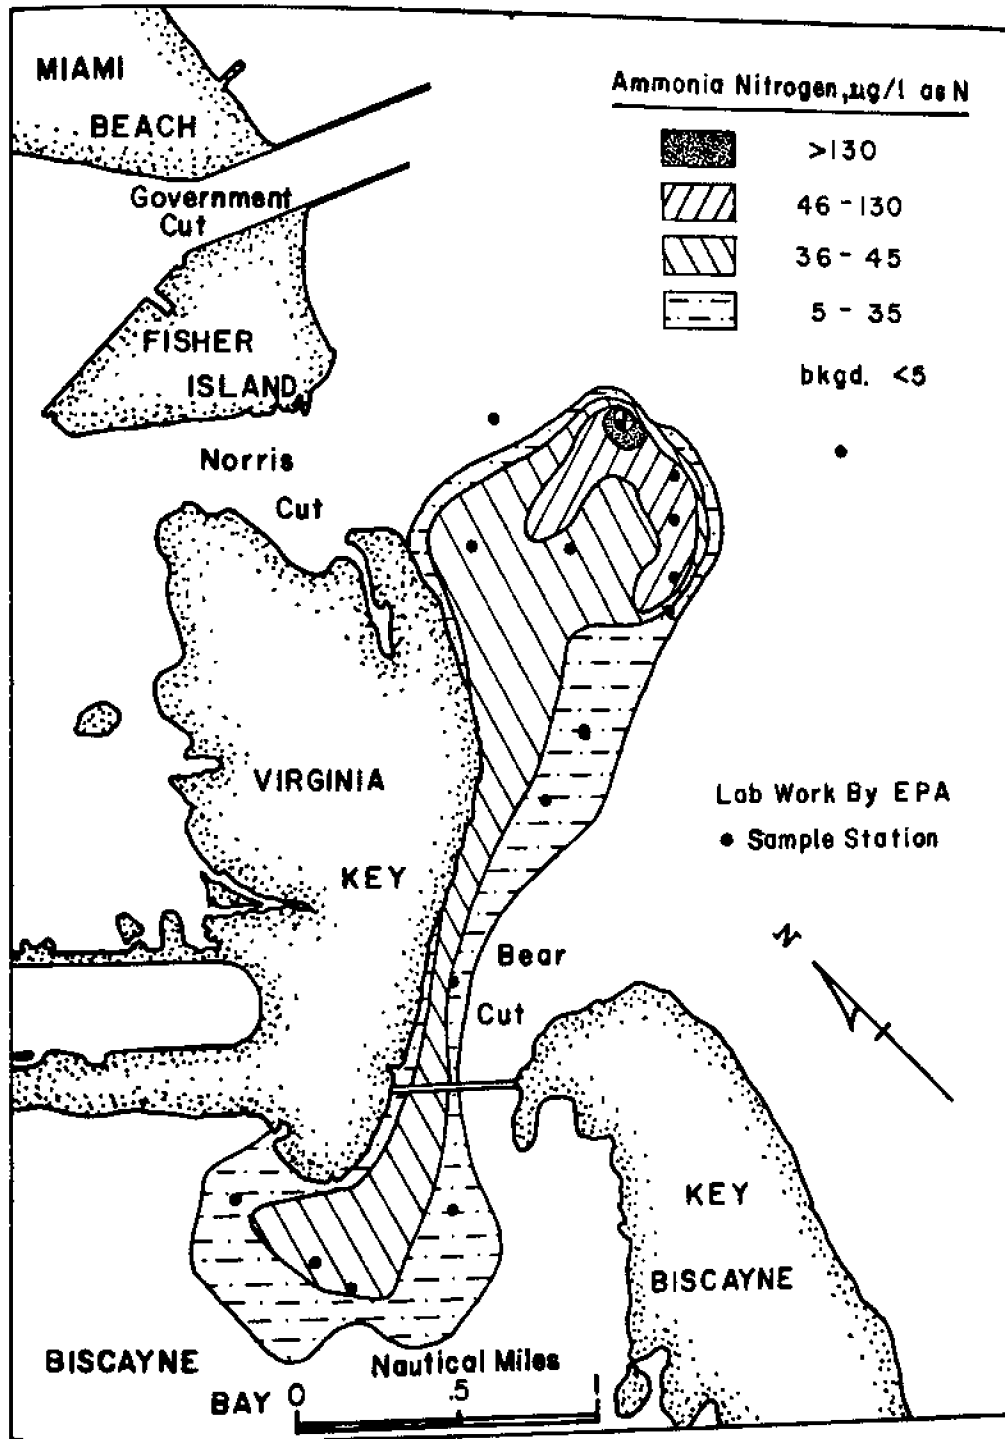 MIAMI
BEACH
Government
Cut
FISHER
ISLAND
Norris
Cut
Ammonia Nitrogen, µg/l as N
>130
46 - 130
36 - 45
5 - 35
bkgd. <5
VIRGINIA
KEY
Lab Work By EPA
• Sample Station
N
Bear
Cut
KEY
BISCAYNE
BISCAYNE
BAY
Nautical Miles
0 .5 1